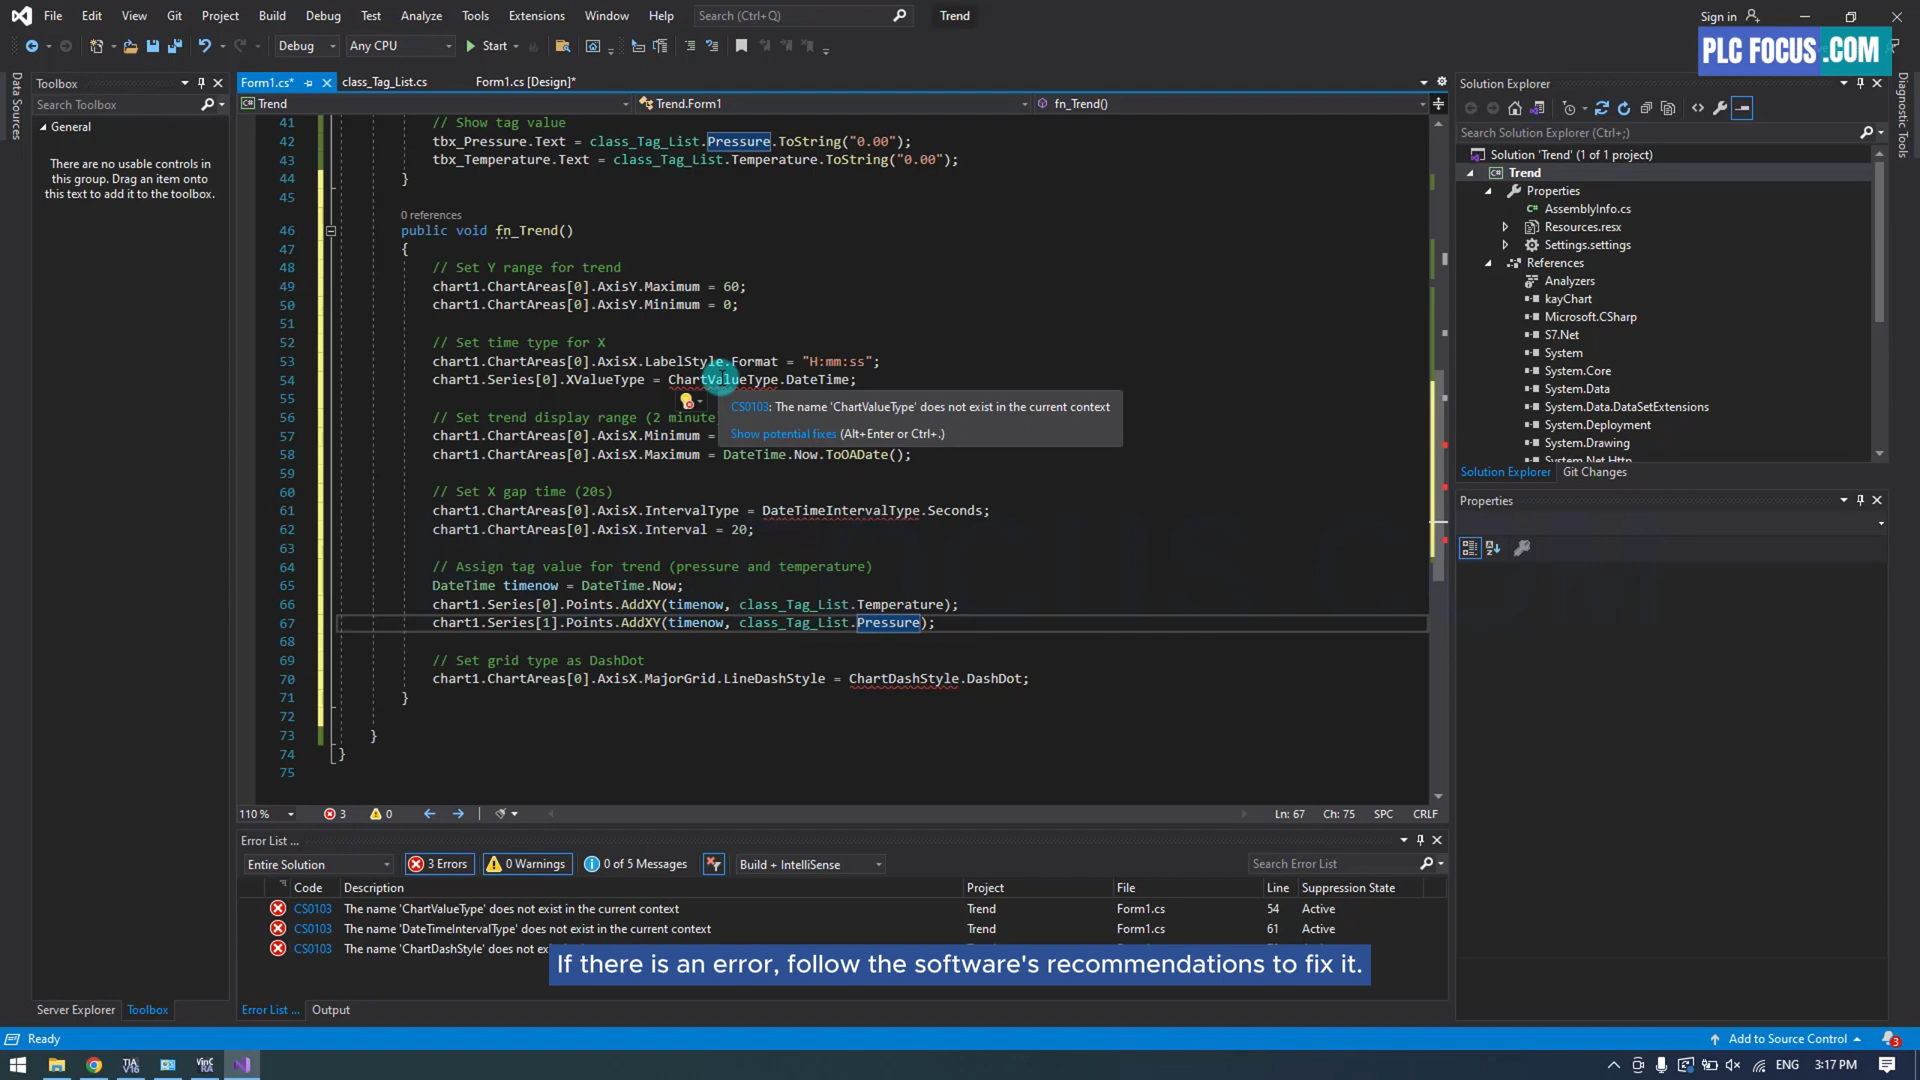 File Edit View Git Project Build Debug Test Analyze Tools Extensions Window Help Search (Ctrl+Q) Trend Sign in
Debug Any CPU Start
PLC FOCUS .COM
Data Sources
Toolbox
Search Toolbox
General
There are no usable controls in
this group. Drag an item onto
this text to add it to the toolbox.
Form1.cs* class_Tag_List.cs Form1.cs [Design]*
Trend Trend.Form1 fn_Trend()
41 // Show tag value
42 tbx_Pressure.Text = class_Tag_List.Pressure.ToString("0.00");
43 tbx_Temperature.Text = class_Tag_List.Temperature.ToString("0.00");
44 }
45
0 references
46 public void fn_Trend()
47 {
48 // Set Y range for trend
49 chart1.ChartAreas[0].AxisY.Maximum = 60;
50 chart1.ChartAreas[0].AxisY.Minimum = 0;
51
52 // Set time type for X
53 chart1.ChartAreas[0].AxisX.LabelStyle.Format = "H:mm:ss";
54 chart1.Series[0].XValueType = ChartValueType.DateTime;
55
CS0103: The name 'ChartValueType' does not exist in the current context
Show potential fixes (Alt+Enter or Ctrl+.)
56 // Set trend display range (2 minute
57 chart1.ChartAreas[0].AxisX.Minimum =
58 chart1.ChartAreas[0].AxisX.Maximum = DateTime.Now.ToOADate();
59
60 // Set X gap time (20s)
61 chart1.ChartAreas[0].AxisX.IntervalType = DateTimeIntervalType.Seconds;
62 chart1.ChartAreas[0].AxisX.Interval = 20;
63
64 // Assign tag value for trend (pressure and temperature)
65 DateTime timenow = DateTime.Now;
66 chart1.Series[0].Points.AddXY(timenow, class_Tag_List.Temperature);
67 chart1.Series[1].Points.AddXY(timenow, class_Tag_List.Pressure);
68
69 // Set grid type as DashDot
70 chart1.ChartAreas[0].AxisX.MajorGrid.LineDashStyle = ChartDashStyle.DashDot;
71 }
72
73 }
74 }
75
110 % 3 0 Ln: 67 Ch: 75 SPC CRLF
Error List ...
Entire Solution 3 Errors 0 Warnings 0 of 5 Messages Build + IntelliSense Search Error List
Code Description Project File Line Suppression State
CS0103 The name 'ChartValueType' does not exist in the current context Trend Form1.cs 54 Active
CS0103 The name 'DateTimeIntervalType' does not exist in the current context Trend Form1.cs 61 Active
CS0103 The name 'ChartDashStyle' does not ex
If there is an error, follow the software's recommendations to fix it.
Server Explorer Toolbox Error List ... Output
Solution Explorer
Search Solution Explorer (Ctrl+;)
Solution 'Trend' (1 of 1 project)
Trend
Properties
AssemblyInfo.cs
Resources.resx
Settings.settings
References
Analyzers
kayChart
Microsoft.CSharp
S7.Net
System
System.Core
System.Data
System.Data.DataSetExtensions
System.Deployment
System.Drawing
System.Net.Http
Solution Explorer Git Changes
Properties
Diagnostic Tools
Ready Add to Source Control 3
TIA V16 VinC RA ENG 3:17 PM